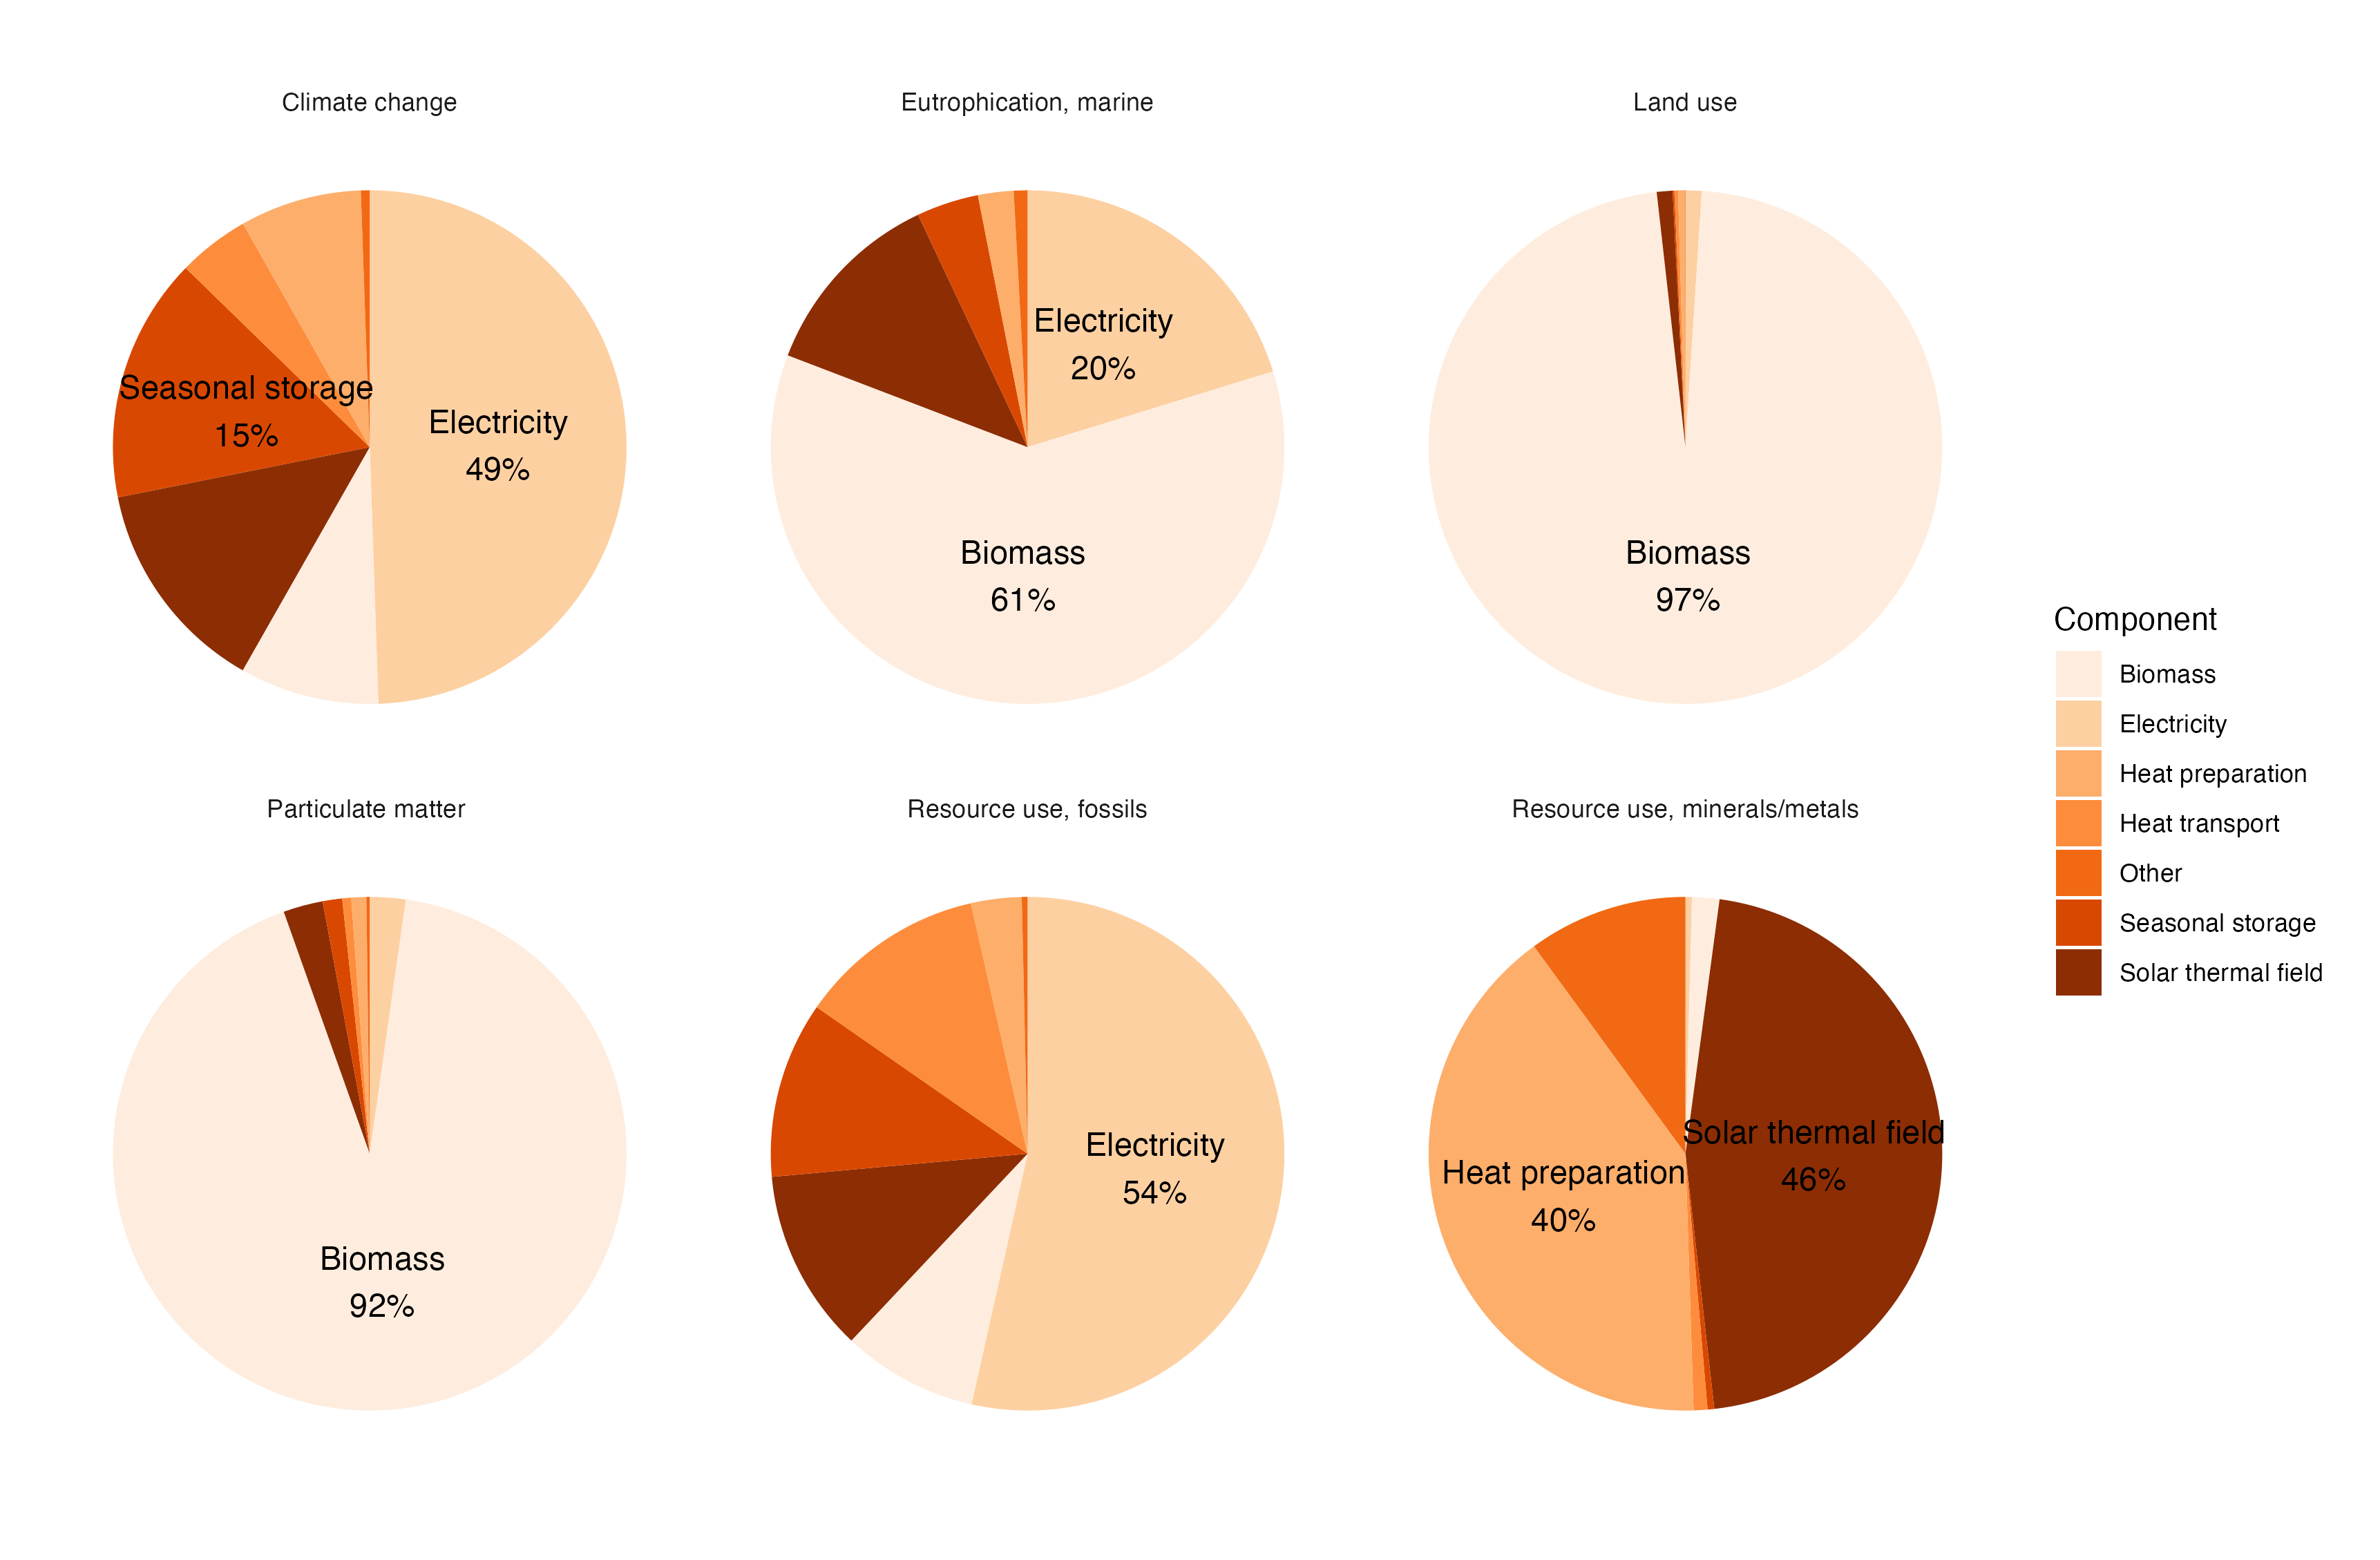 Climate change
Seasonal storage
15%
Electricity
49%
Eutrophication, marine
Electricity
20%
Biomass
61%
Land use
Biomass
97%
Particulate matter
Biomass
92%
Resource use, fossils
Electricity
54%
Resource use, minerals/metals
Solar thermal field
46%
Heat preparation
40%
Component
Biomass
Electricity
Heat preparation
Heat transport
Other
Seasonal storage
Solar thermal field